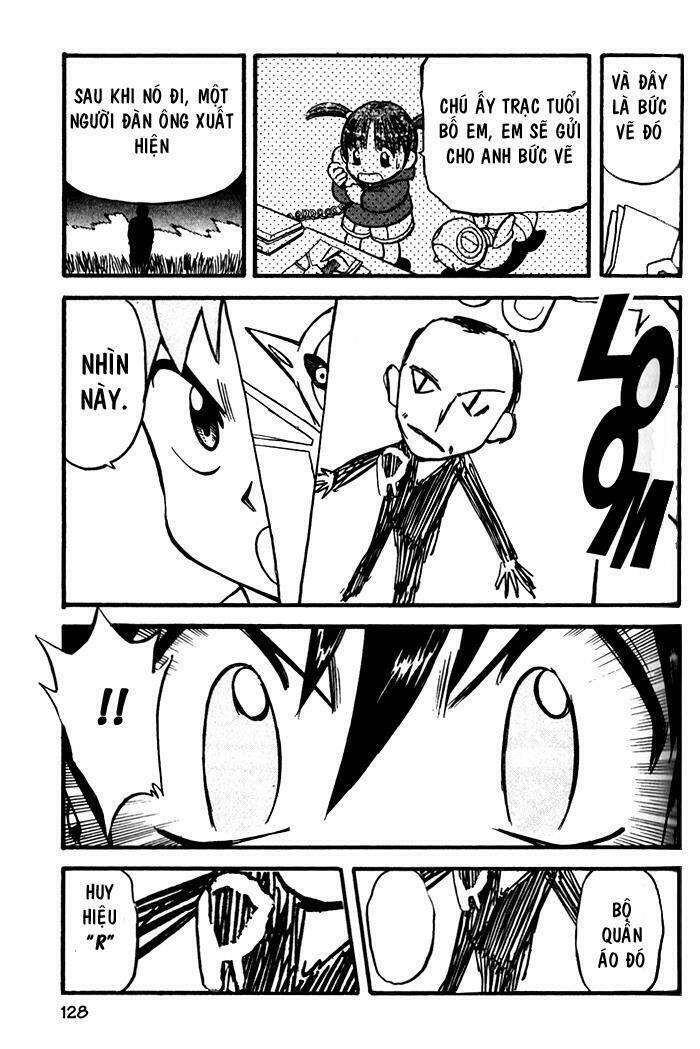 SAU KHI NÓ ĐI, MỘT
NGƯỜI ĐÀN ÔNG XUẤT
HIỆN
CHÚ ẤY TRẠC TUỔI
BỐ EM, EM SẼ GỬI
CHO ANH BỨC VẼ
VÀ ĐÂY
LÀ BỨC
VẼ ĐÓ
NHÌN
NÀY.
R
LOOM
!!
HUY
HIỆU
"R"
R
BỘ
QUẦN
ÁO ĐÓ
128